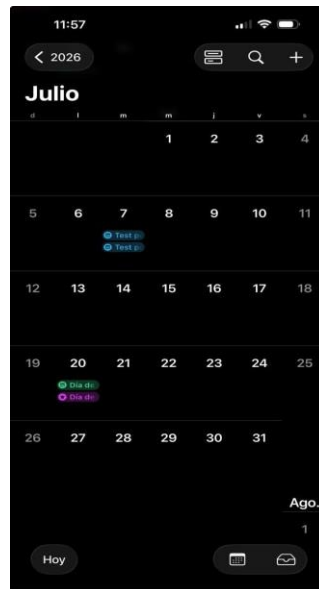 11:57
2026
Julio
d l m m j v s
1 2 3 4
5 6 7 8 9 10 11
Test p
Test p
12 13 14 15 16 17 18
19 20 21 22 23 24 25
Día de
Día de
26 27 28 29 30 31
Ago.
1
Hoy